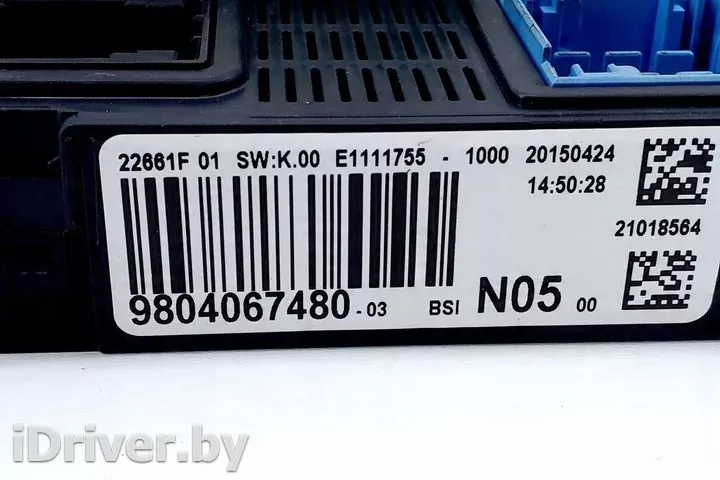 22661F 01 SW:K.00 E1111755 - 1000 20150424
14:50:28
21018564
9804067480 -03 BSI N05 00
iDriver.by